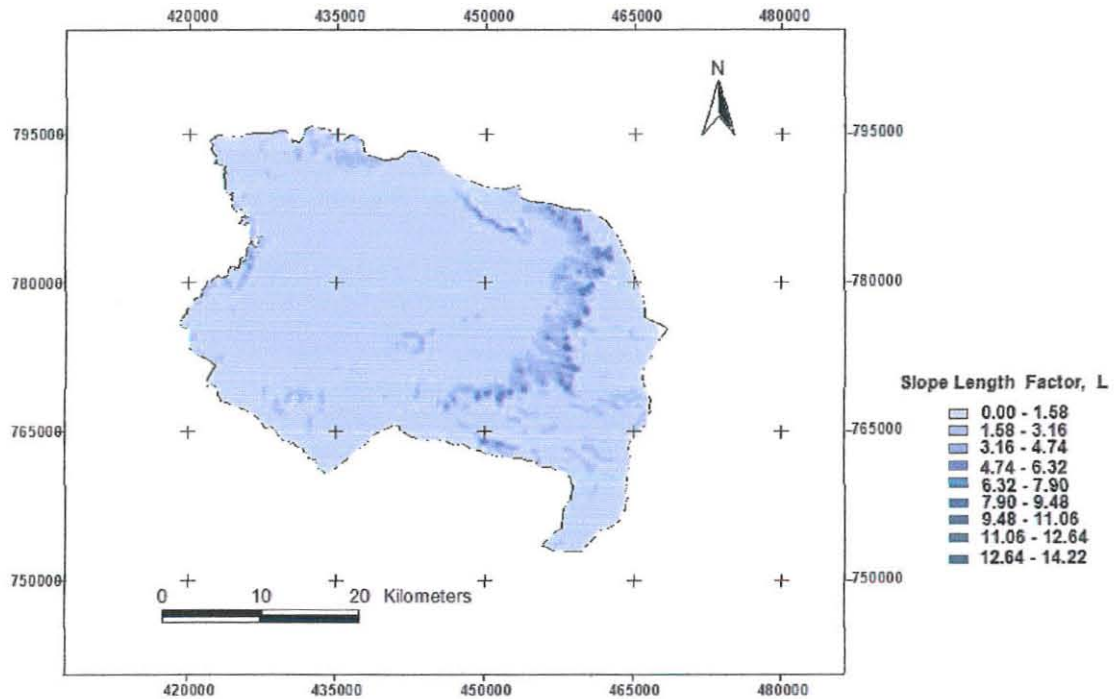 420000 435000 450000 465000 480000
N
795000 795000
780000 780000
Slope Length Factor, L
0.00 - 1.58
1.58 - 3.16
3.16 - 4.74
4.74 - 6.32
6.32 - 7.90
7.90 - 9.48
9.48 - 11.06
11.06 - 12.64
12.64 - 14.22
765000 765000
750000 750000
0 10 20 Kilometers
420000 435000 450000 465000 480000